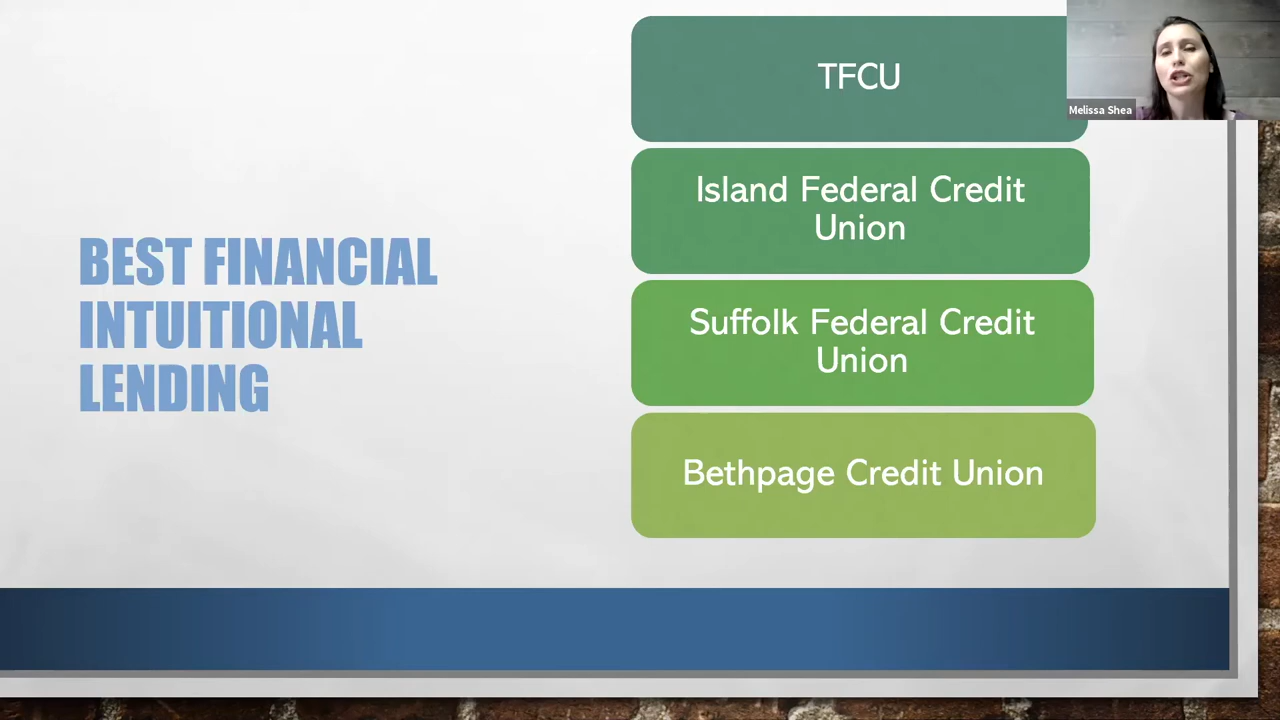 BEST FINANCIAL
INTUITIONAL
LENDING
TFCU
Island Federal Credit
Union
Suffolk Federal Credit
Union
Bethpage Credit Union
Melissa Shea